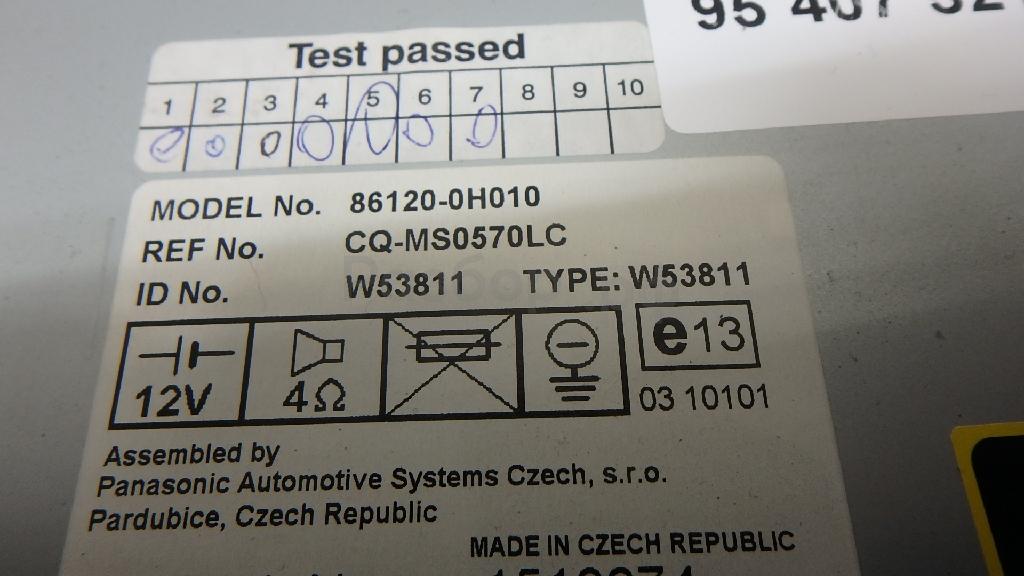 Test passed
1 2 3 4 5 6 7 8 9 10
MODEL No. 86120-0H010
REF No. CQ-MS0570LC
ID No. W53811 TYPE: W53811
12V 4Ω e13
03 10101
Assembled by
Panasonic Automotive Systems Czech, s.r.o.
Pardubice, Czech Republic
MADE IN CZECH REPUBLIC